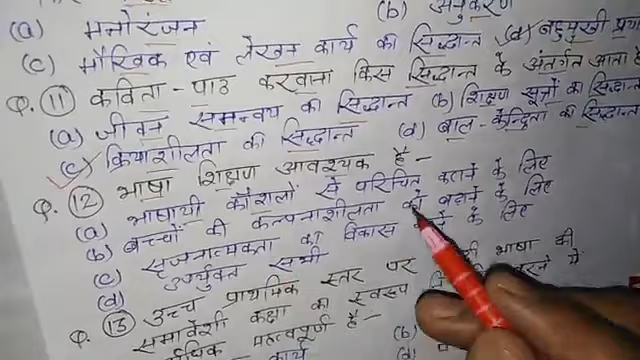 (b) अनुकरण
(a) मनोरंजन
(c) मौखिक एवं लेखन कार्य का सिद्धान्त (d) बहुमुखी
Q. 11 कविता - पाठ करवाना किस सिद्धान्त के अंतर्गत आता है
(a) जीवन समन्वय का सिद्धान्त (b) शिक्षण सूत्रों का सिद्धान्त
(c) क्रियाशीलता का सिद्धान्त (d) बाल - केन्द्रिता का सिद्धान्त
Q. 12 भाषा शिक्षण आवश्यक है -
(a) भाषायी कौशलों से परिचित कराने के लिए
(b) बच्चों की कल्पनाशीलता को बढ़ाने के लिए
(c) सृजनात्मकता का विकास के लिए
(d) उपर्युक्त सभी
Q. 13 उच्च प्राथमिक स्तर पर भाषा की
समावेशी कक्षा का स्वरूप में
महत्वपूर्ण है -
(b)
कार्य
(d)